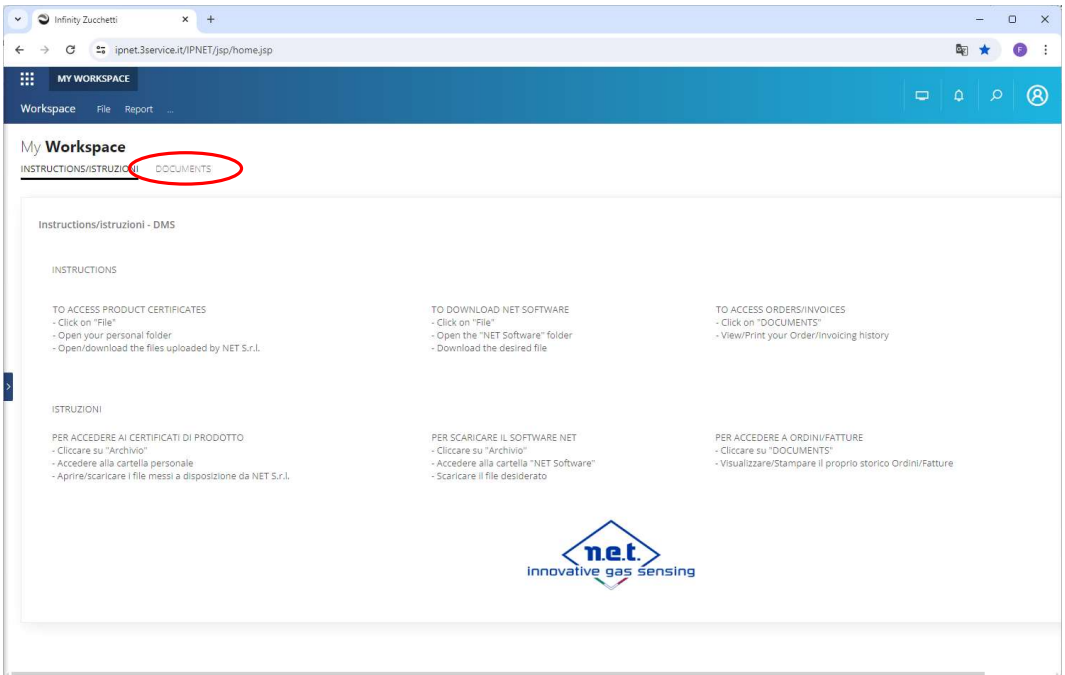 Infinity Zucchetti
ipnet.3service.it/IPNET/jsp/home.jsp
F
MY WORKSPACE
Workspace File Report ...
My Workspace
INSTRUCTIONS/ISTRUZIONI DOCUMENTS
Instructions/istruzioni - DMS
INSTRUCTIONS
TO ACCESS PRODUCT CERTIFICATES
- Click on "File"
- Open your personal folder
- Open/download the files uploaded by NET S.r.l.
TO DOWNLOAD NET SOFTWARE
- Click on "File"
- Open the "NET Software" folder
- Download the desired file
TO ACCESS ORDERS/INVOICES
- Click on "DOCUMENTS"
- View/Print your Order/Invoicing history
ISTRUZIONI
PER ACCEDERE AI CERTIFICATI DI PRODOTTO
- Cliccare su "Archivio"
- Accedere alla cartella personale
- Aprire/scaricare i file messi a disposizione da NET S.r.l.
PER SCARICARE IL SOFTWARE NET
- Cliccare su "Archivio"
- Accedere alla cartella "NET Software"
- Scaricare il file desiderato
PER ACCEDERE A ORDINI/FATTURE
- Cliccare su "DOCUMENTS"
- Visualizzare/Stampare il proprio storico Ordini/Fatture
n.e.t.
innovative gas sensing